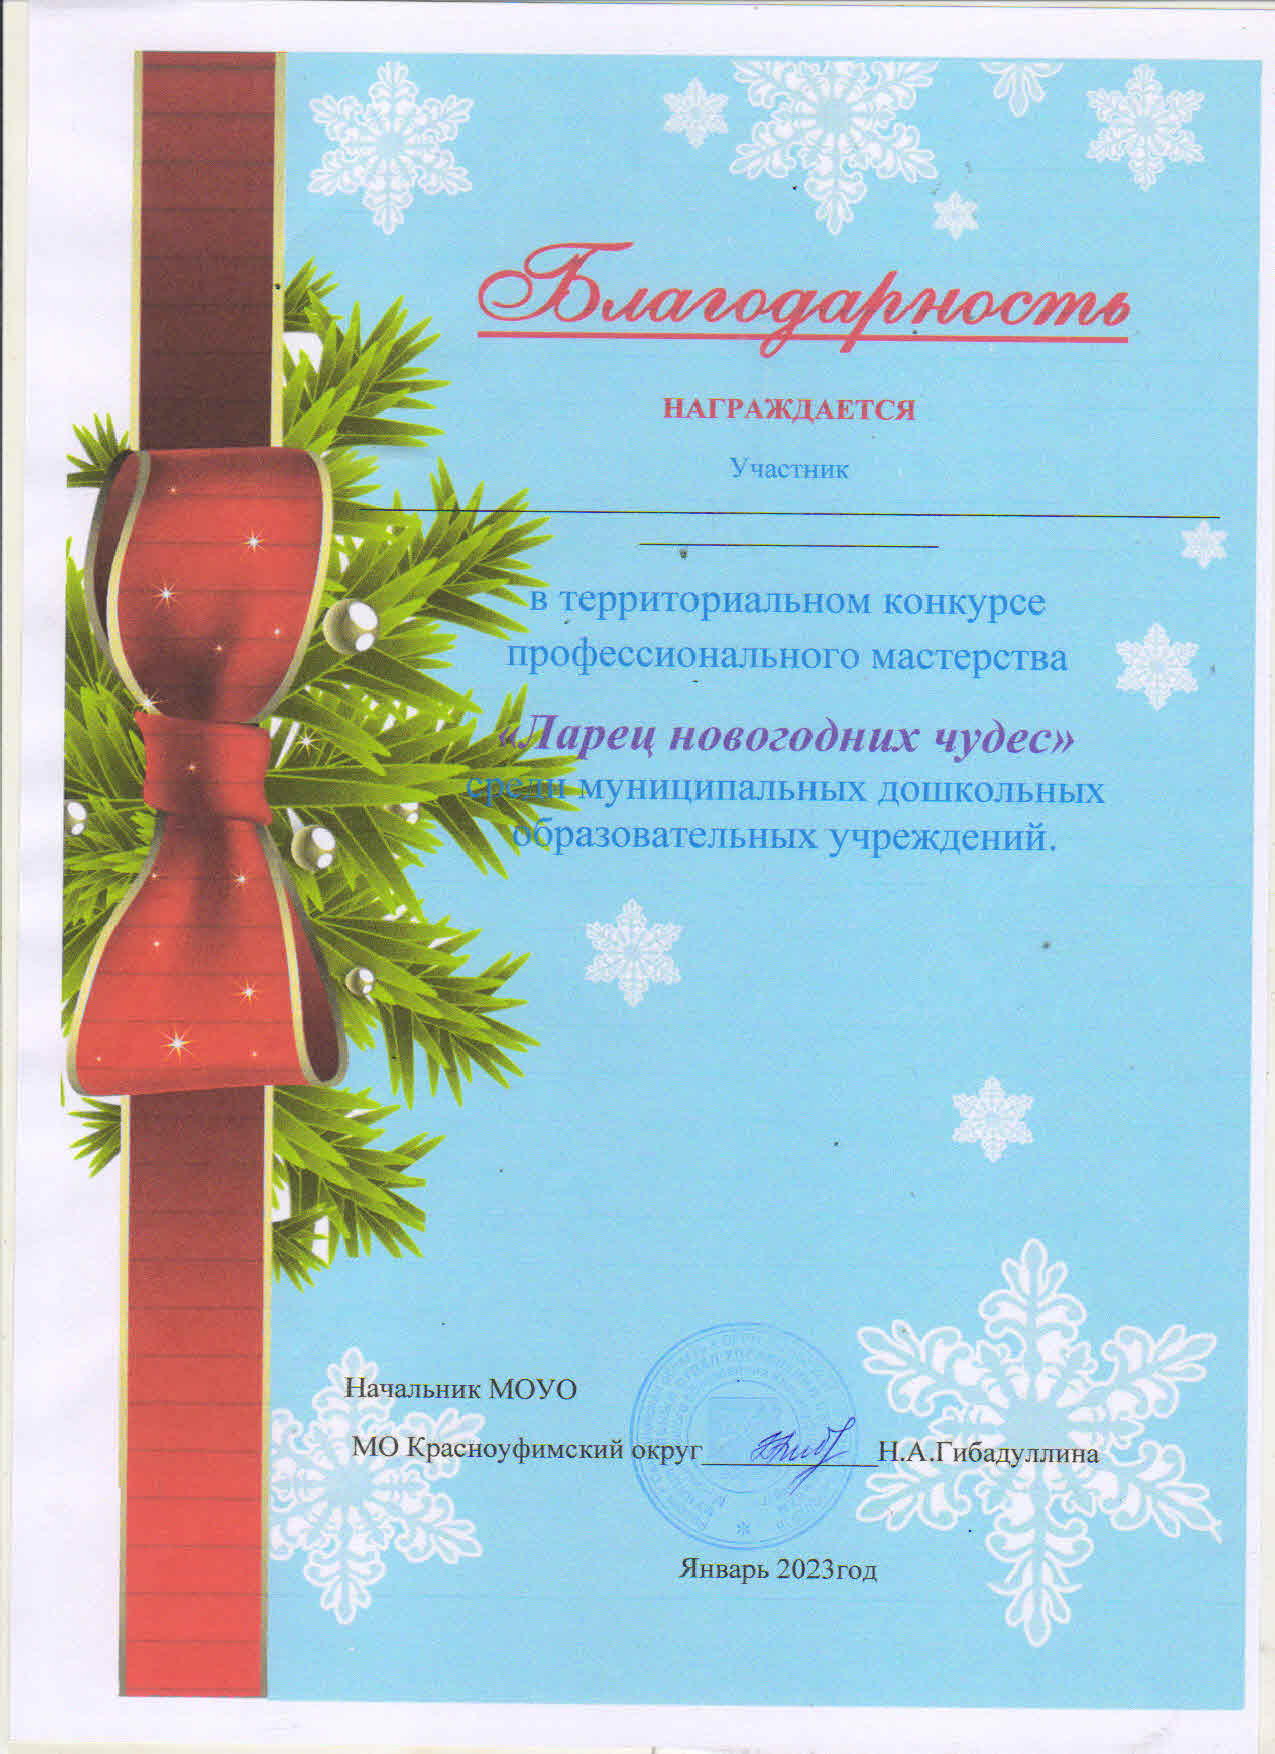 Благодарность
НАГРАЖДАЕТСЯ
Участник
в территориальном конкурсе
профессионального мастерства
«Ларец новогодних чудес»
среди муниципальных дошкольных
образовательных учреждений.
Начальник МОУО
МО Красноуфимский округ____________Н.А.Гибадуллина
Январь 2023год